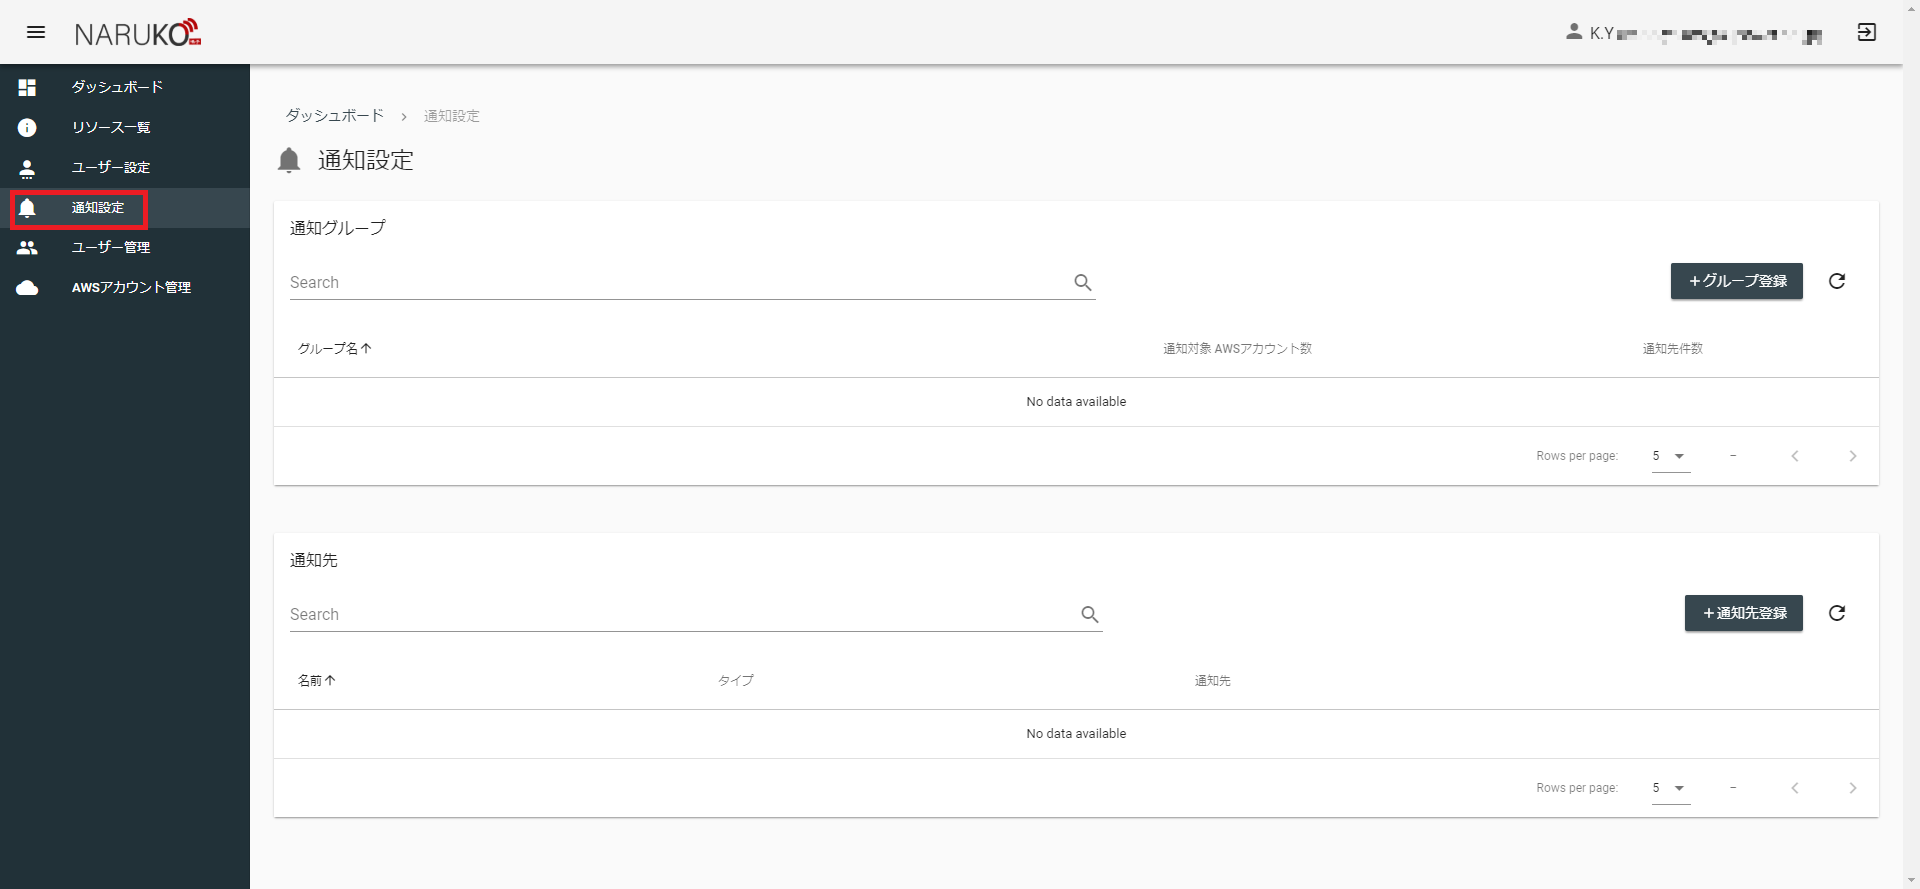 NARUKO
K.Y
ダッシュボード
リソース一覧
ユーザー設定
通知設定
ユーザー管理
AWSアカウント管理
ダッシュボード › 通知設定
通知設定
通知グループ
Search
+グループ登録
グループ名↑ 通知対象 AWSアカウント数 通知先件数
No data available
Rows per page: 5 –
通知先
Search
+通知先登録
名前↑ タイプ 通知先
No data available
Rows per page: 5 –